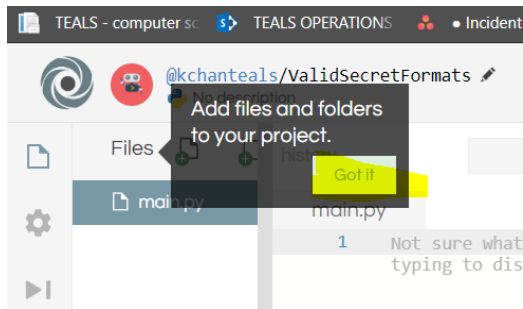 TEALS - computer sc
TEALS OPERATIONS
• Incident
@kchanteals/ValidSecretFormats
No description
Add files and folders
to your project.
Files
history
Got it
main.py
main.py
1
Not sure what
typing to dis